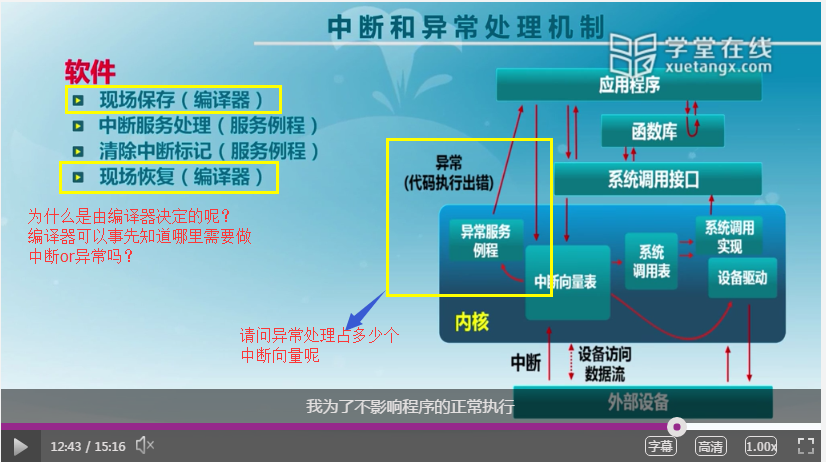 中断和异常处理机制
学堂在线
xuetangx.com
软件
现场保存（编译器）
中断服务处理（服务例程）
清除中断标记（服务例程）
现场恢复（编译器）
为什么是由编译器决定的呢？
编译器可以事先知道哪里需要做
中断or异常吗？
请问异常处理占多少个
中断向量呢
应用程序
函数库
异常
(代码执行出错)
系统调用接口
异常服务
例程
中断向量表
系统
调用表
系统调用
实现
设备驱动
内核
中断
设备访问
数据流
外部设备
我为了不影响程序的正常执行
12:43 / 15:16
字幕
高清
1.00x